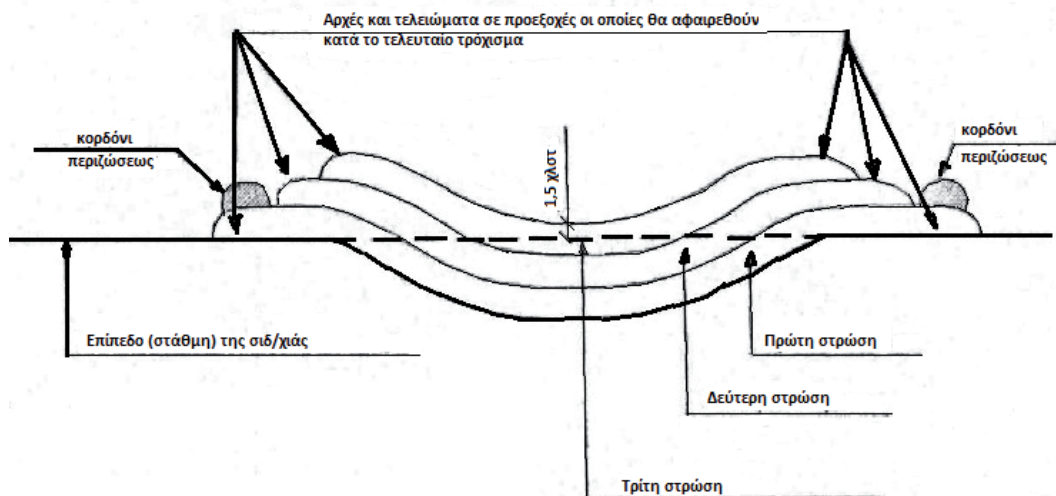 Αρχές και τελειώματα σε προεξοχές οι οποίες θα αφαιρεθούν
κατά το τελευταίο τρόχισμα
κορδόνι
περιζώσεως
κορδόνι
περιζώσεως
1,5 χλστ
Επίπεδο (στάθμη) της σιδ/χιάς
Πρώτη στρώση
Δεύτερη στρώση
Τρίτη στρώση